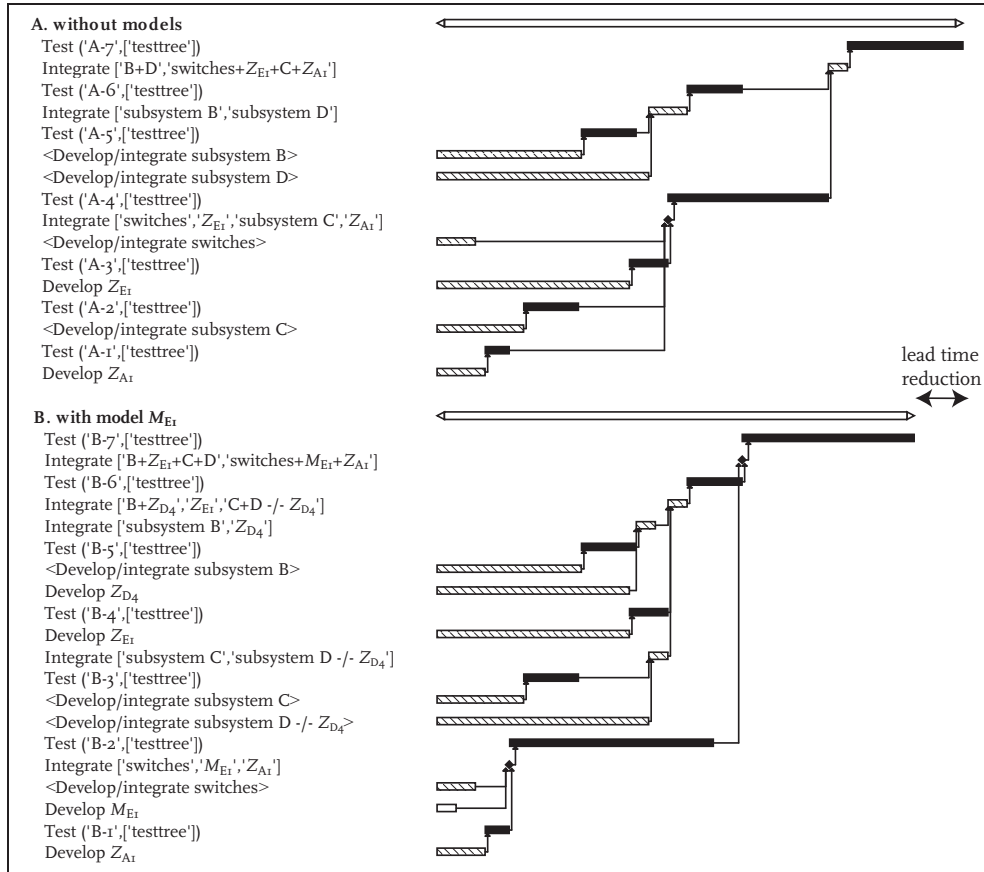 A. without models
Test ('A-7',['testtree'])
Integrate ['B+D','switches+Z_E1+C+Z_A1']
Test ('A-6',['testtree'])
Integrate ['subsystem B','subsystem D']
Test ('A-5',['testtree'])
<Develop/integrate subsystem B>
<Develop/integrate subsystem D>
Test ('A-4',['testtree'])
Integrate ['switches','Z_E1','subsystem C','Z_A1']
<Develop/integrate switches>
Test ('A-3',['testtree'])
Develop Z_E1
Test ('A-2',['testtree'])
<Develop/integrate subsystem C>
Test ('A-1',['testtree'])
Develop Z_A1
lead time
reduction
B. with model M_E1
Test ('B-7',['testtree'])
Integrate ['B+Z_E1+C+D','switches+M_E1+Z_A1']
Test ('B-6',['testtree'])
Integrate ['B+Z_D4','Z_E1','C+D -/- Z_D4']
Integrate ['subsystem B','Z_D4']
Test ('B-5',['testtree'])
<Develop/integrate subsystem B>
Develop Z_D4
Test ('B-4',['testtree'])
Develop Z_E1
Integrate ['subsystem C','subsystem D -/- Z_D4']
Test ('B-3',['testtree'])
<Develop/integrate subsystem C>
<Develop/integrate subsystem D -/- Z_D4>
Test ('B-2',['testtree'])
Integrate ['switches','M_E1','Z_A1']
<Develop/integrate switches>
Develop M_E1
Test ('B-1',['testtree'])
Develop Z_A1